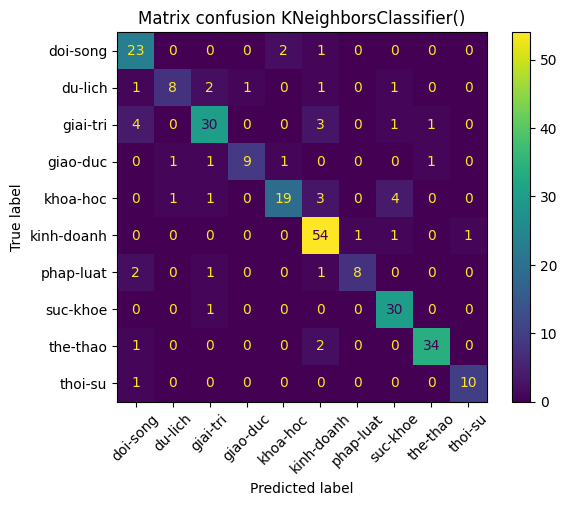 Matrix confusion KNeighborsClassifier()
True label
doi-song 23 0 0 0 2 1 0 0 0 0
du-lich 1 8 2 1 0 1 0 1 0 0
giai-tri 4 0 30 0 0 3 0 1 1 0
giao-duc 0 1 1 9 1 0 0 0 1 0
khoa-hoc 0 1 1 0 19 3 0 4 0 0
kinh-doanh 0 0 0 0 0 54 1 1 0 1
phap-luat 2 0 1 0 0 1 8 0 0 0
suc-khoe 0 0 1 0 0 0 0 30 0 0
the-thao 1 0 0 0 0 2 0 0 34 0
thoi-su 1 0 0 0 0 0 0 0 0 10
doi-song du-lich giai-tri giao-duc khoa-hoc kinh-doanh phap-luat suc-khoe the-thao thoi-su
Predicted label
50
40
30
20
10
0